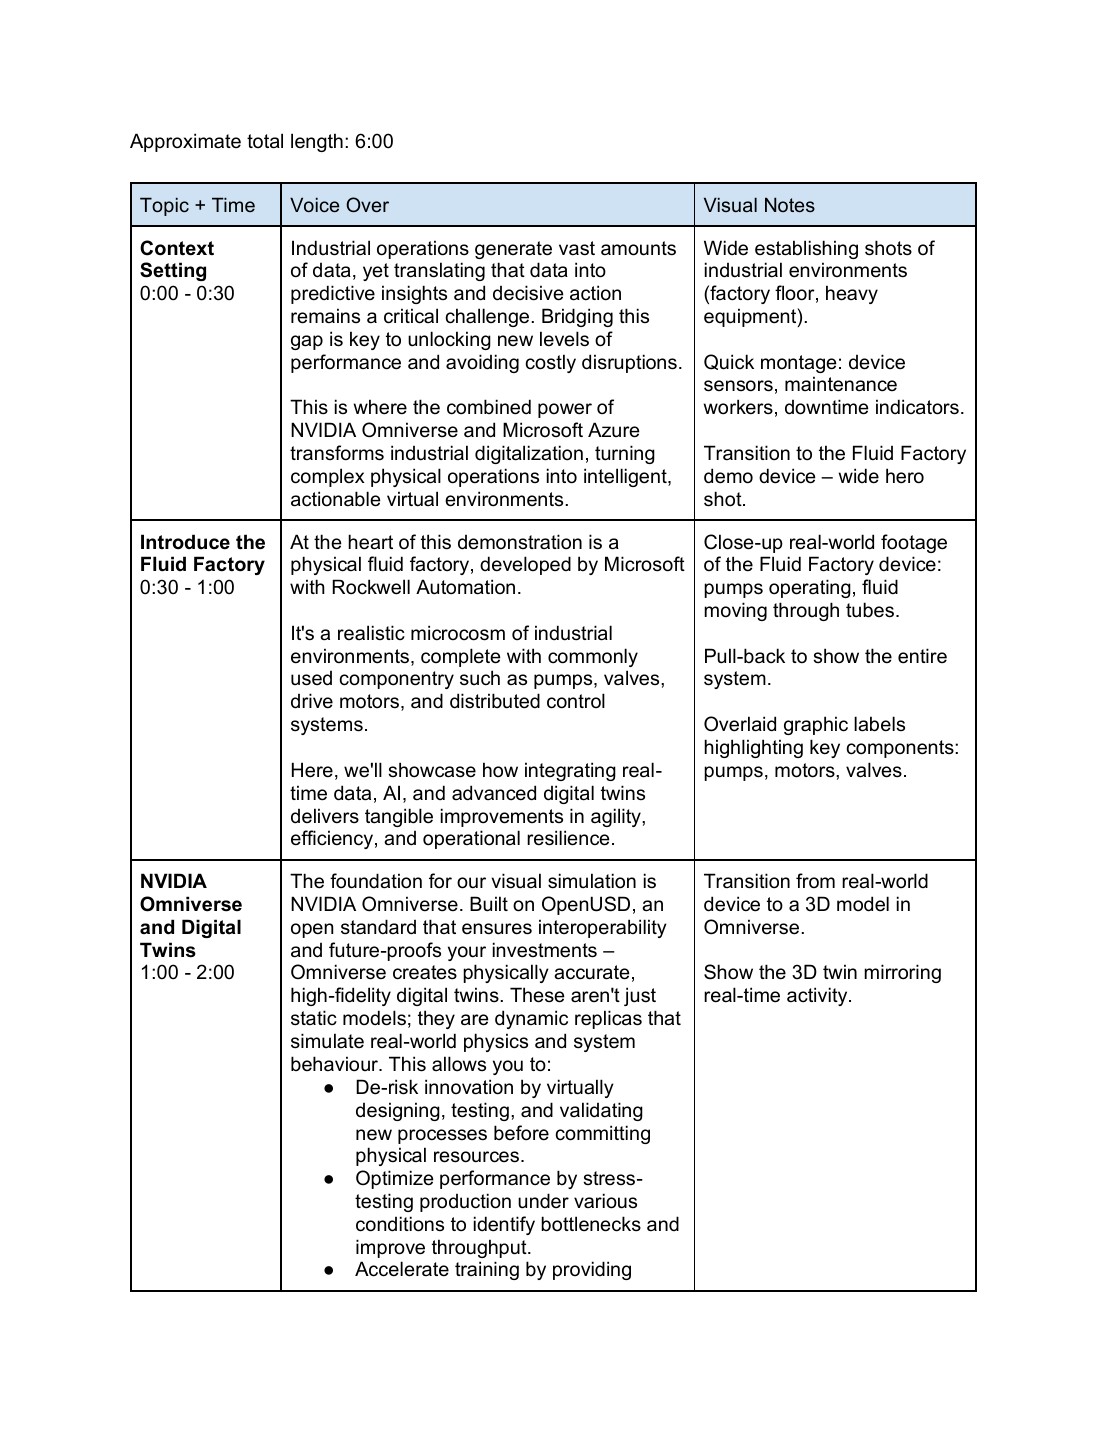 Approximate total length: 6:00
Topic + Time
Voice Over
Visual Notes
Context
Setting
0:00 - 0:30
Industrial operations generate vast amounts
of data, yet translating that data into
predictive insights and decisive action
remains a critical challenge. Bridging this
gap is key to unlocking new levels of
performance and avoiding costly disruptions.
This is where the combined power of
NVIDIA Omniverse and Microsoft Azure
transforms industrial digitalization, turning
complex physical operations into intelligent,
actionable virtual environments.
Wide establishing shots of
industrial environments
(factory floor, heavy
equipment).
Quick montage: device
sensors, maintenance
workers, downtime indicators.
Transition to the Fluid Factory
demo device – wide hero
shot.
Introduce the
Fluid Factory
0:30 - 1:00
At the heart of this demonstration is a
physical fluid factory, developed by Microsoft
with Rockwell Automation.
It's a realistic microcosm of industrial
environments, complete with commonly
used componentry such as pumps, valves,
drive motors, and distributed control
systems.
Here, we'll showcase how integrating real-
time data, AI, and advanced digital twins
delivers tangible improvements in agility,
efficiency, and operational resilience.
Close-up real-world footage
of the Fluid Factory device:
pumps operating, fluid
moving through tubes.
Pull-back to show the entire
system.
Overlaid graphic labels
highlighting key components:
pumps, motors, valves.
NVIDIA
Omniverse
and Digital
Twins
1:00 - 2:00
The foundation for our visual simulation is
NVIDIA Omniverse. Built on OpenUSD, an
open standard that ensures interoperability
and future-proofs your investments –
Omniverse creates physically accurate,
high-fidelity digital twins. These aren't just
static models; they are dynamic replicas that
simulate real-world physics and system
behaviour. This allows you to:
● De-risk innovation by virtually
designing, testing, and validating
new processes before committing
physical resources.
● Optimize performance by stress-
testing production under various
conditions to identify bottlenecks and
improve throughput.
● Accelerate training by providing
Transition from real-world
device to a 3D model in
Omniverse.
Show the 3D twin mirroring
real-time activity.